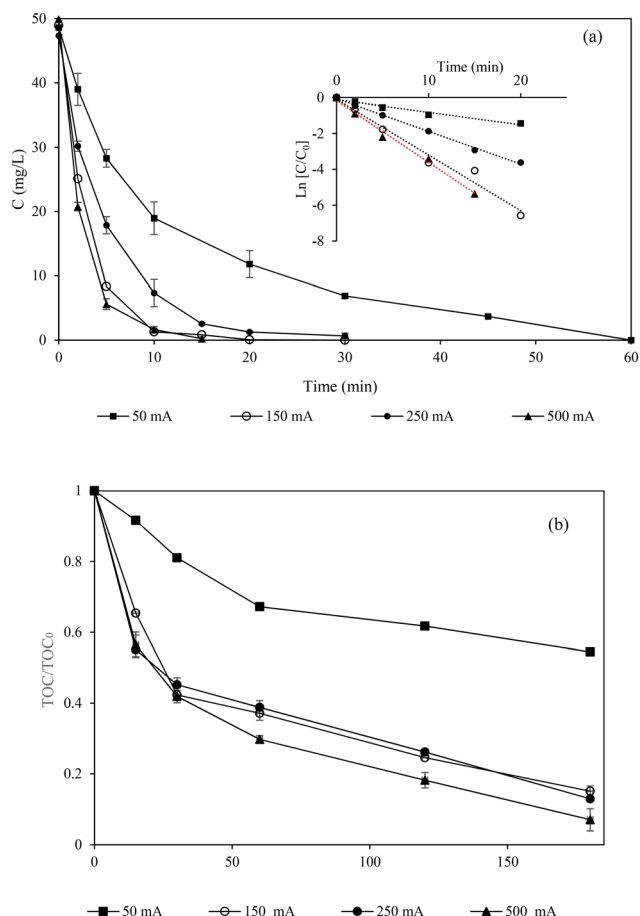 50
40
30
20
10
0
C (mg/L)
(a)
Time (min)
0 10 20
0
-2
-4
-6
-8
Ln [C/C0]
0 10 20 30 40 50 60
Time (min)
50 mA 150 mA 250 mA 500 mA
1
0.8
0.6
0.4
0.2
0
TOC/TOC0
(b)
0 50 100 150
50 mA 150 mA 250 mA 500 mA